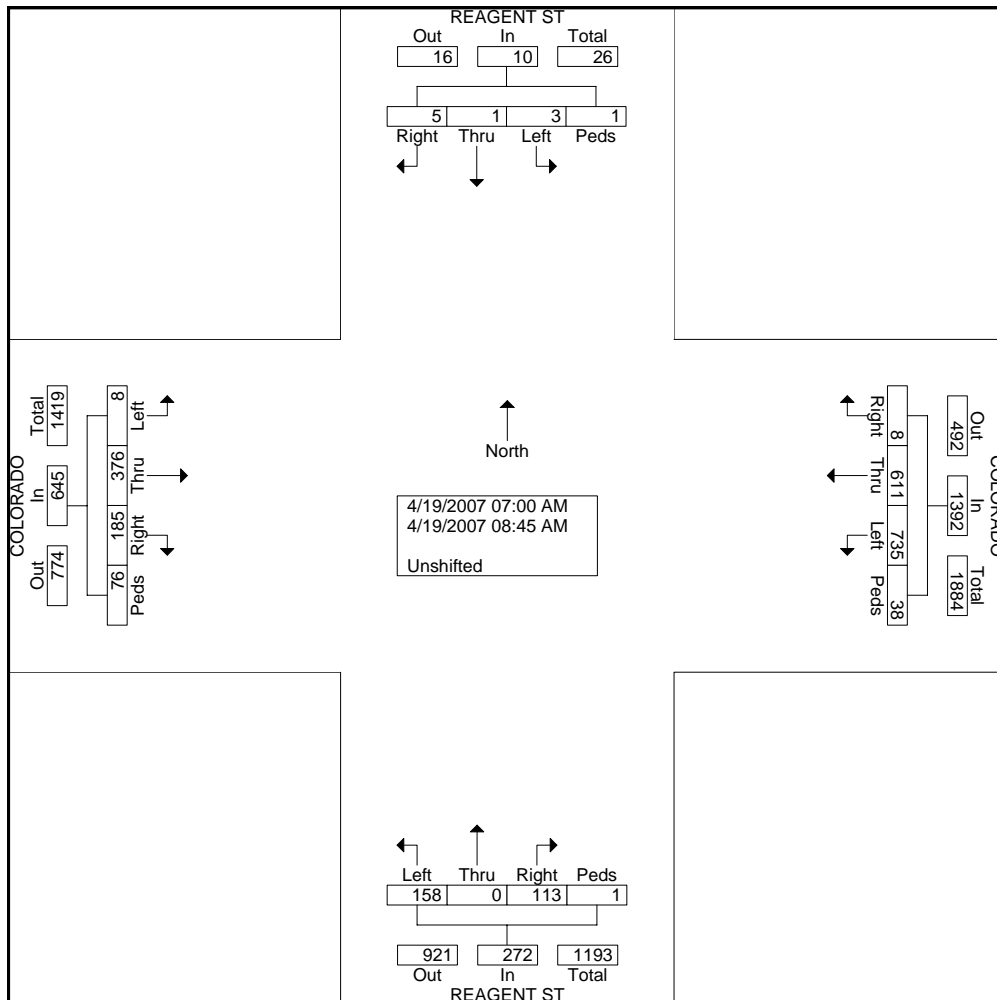 REAGENT ST
Out In Total
16 10 26
5 1 3 1
Right Thru Left Peds
COLORADO
Total In Out
1419 645 774
8 376 185 76
Left Thru Right Peds
North
4/19/2007 07:00 AM
4/19/2007 08:45 AM
Unshifted
Right Thru Left Peds
8 611 735 38
Out In Total
492 1392 1884
COLORADO
Left Thru Right Peds
158 0 113 1
921 272 1193
Out In Total
REAGENT ST